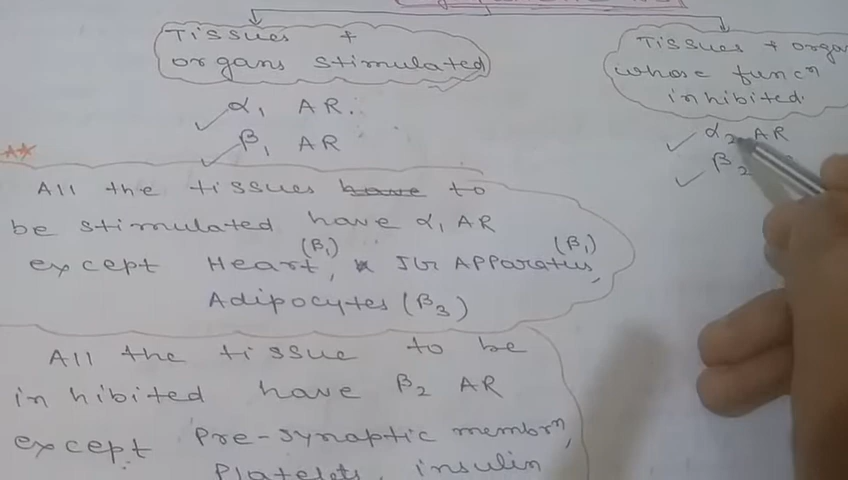 Tissues +
organs stimulated
α₁ AR.
β₁ AR
Tissues + organ
whose funcⁿ
inhibited.
α₂ AR
β₂
**
All the tissues have to
be stimulated have α₁ AR
(β₁) (β₁)
except Heart, JG Apparatus,
Adipocytes (β₃)
All the tissue to be
inhibited have β₂ AR
except Pre-synaptic membrⁿ,
Platelets, insulin